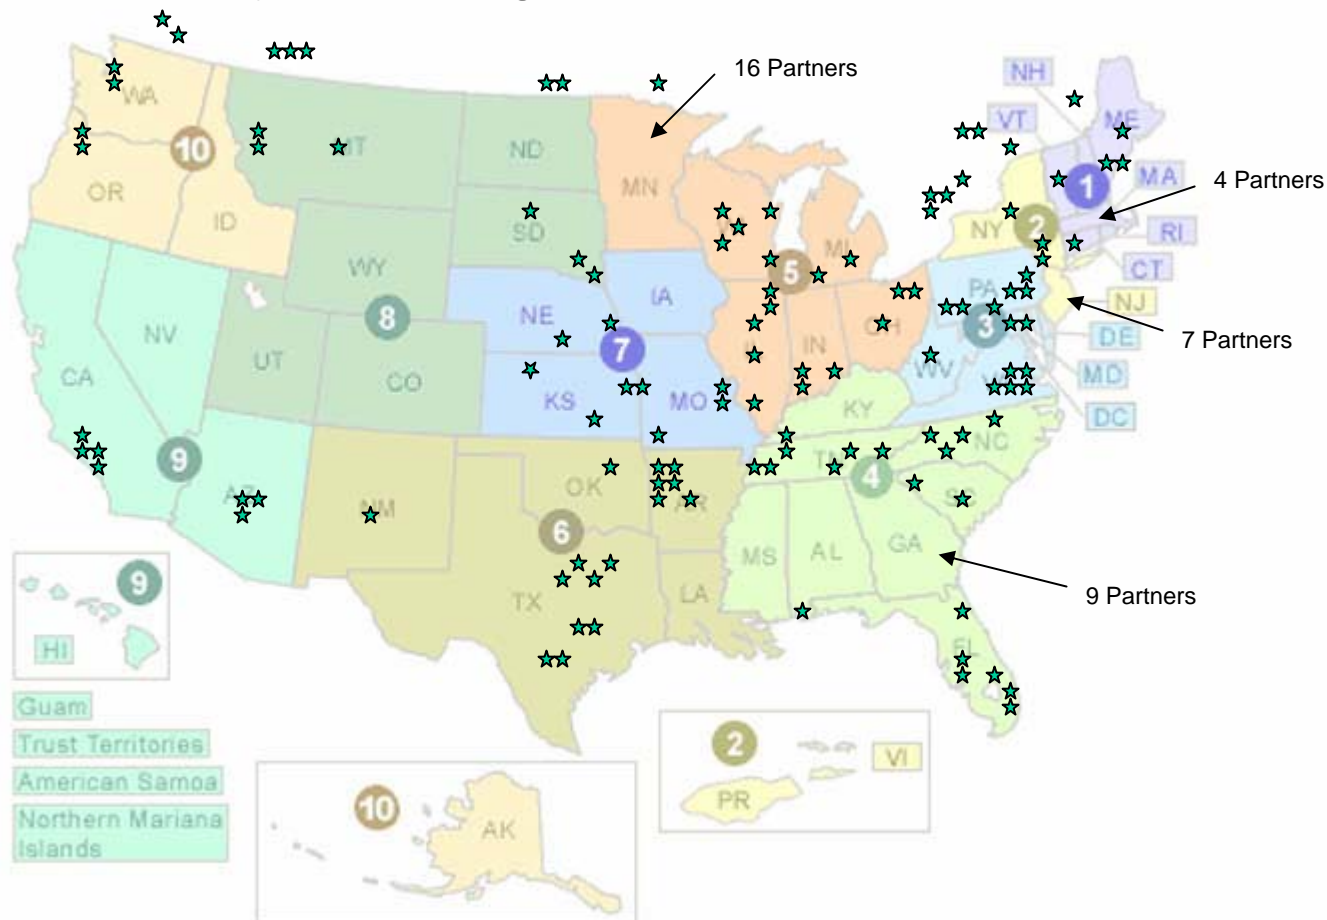 16 Partners
NH
WA
VT
ME
10
ND
MN
1
MA
4 Partners
OR
ID
SD
NY
2
RI
MI
WY
5
CT
IA
PA
NJ
NV
8
NE
3
7 Partners
7
OH
DE
UT
IN
CA
CO
WV
MD
KS
MO
KY
DC
9
NC
4
OK
NM
AR
SC
6
GA
MS
AL
9
TX
LA
9 Partners
HI
FL
Guam
Trust Territories
2
VI
American Samoa
10
PR
Northern Mariana
Islands
AK